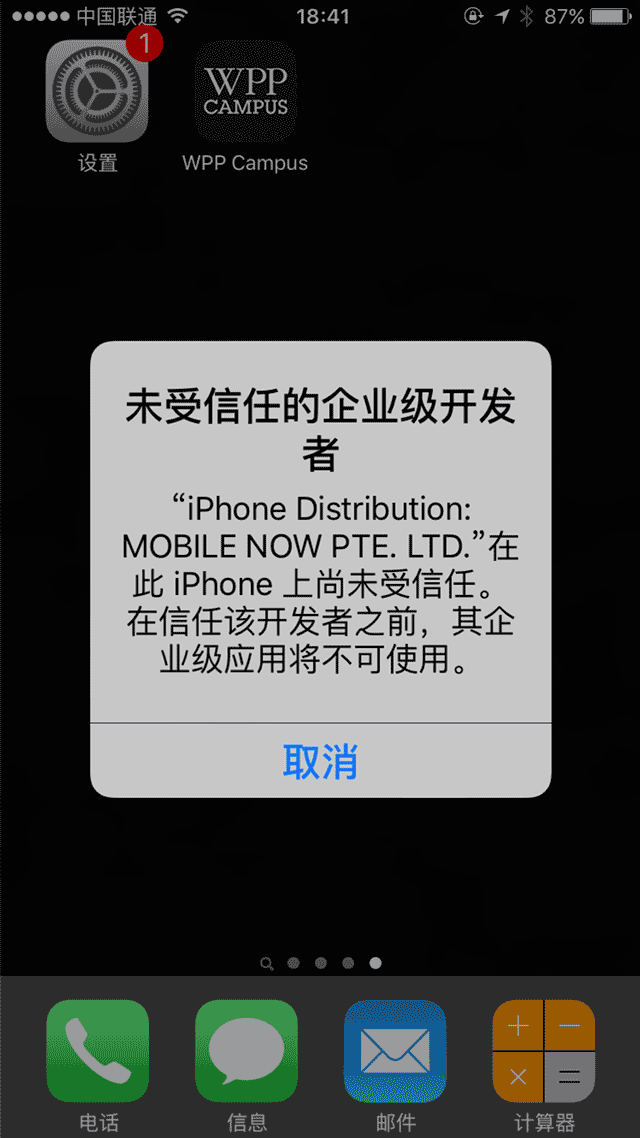 中国联通
18:41
87%
1
WPP
CAMPUS
设置
WPP Campus
未受信任的企业级开发
者
“iPhone Distribution:
MOBILE NOW PTE. LTD.”在
此 iPhone 上尚未受信任。
在信任该开发者之前，其企
业级应用将不可使用。
取消
电话
信息
邮件
计算器